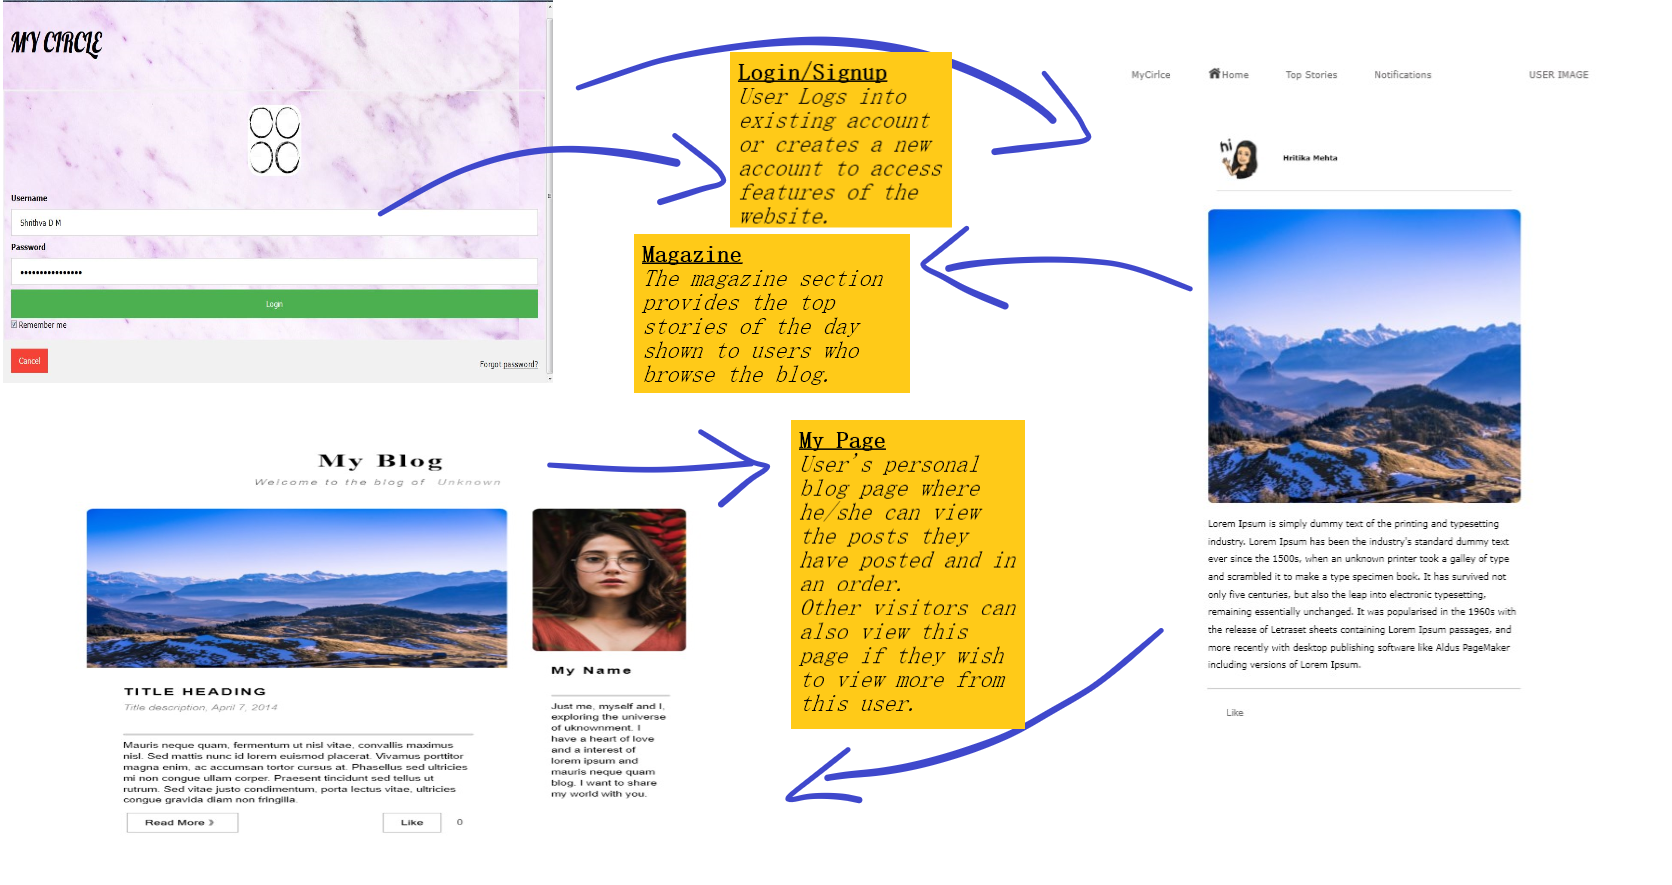 MY CIRCLE
Username
Shrithva D M
Password
Login
Remember me
Cancel
Forgot password?
Login/Signup
User Logs into
existing account
or creates a new
account to access
features of the
website.
Magazine
The magazine section
provides the top
stories of the day
shown to users who
browse the blog.
My Page
User's personal
blog page where
he/she can view
the posts they
have posted and in
an order.
Other visitors can
also view this
page if they wish
to view more from
this user.
MyCirlce Home Top Stories Notifications USER IMAGE
hi
Hritika Mehta
Lorem Ipsum is simply dummy text of the printing and typesetting
industry. Lorem Ipsum has been the industry's standard dummy text
ever since the 1500s, when an unknown printer took a galley of type
and scrambled it to make a type specimen book. It has survived not
only five centuries, but also the leap into electronic typesetting,
remaining essentially unchanged. It was popularised in the 1960s with
the release of Letraset sheets containing Lorem Ipsum passages, and
more recently with desktop publishing software like Aldus PageMaker
including versions of Lorem Ipsum.
Like
My Blog
Welcome to the blog of Unknown
TITLE HEADING
Title description, April 7, 2014
Mauris neque quam, fermentum ut nisl vitae, convallis maximus
nisl. Sed mattis nunc id lorem euismod placerat. Vivamus porttitor
magna enim, ac accumsan tortor cursus at. Phasellus sed ultricies
mi non congue ullam corper. Praesent tincidunt sed tellus ut
rutrum. Sed vitae justo condimentum, porta lectus vitae, ultricies
congue gravida diam non fringilla.
Read More »
Like 0
My Name
Just me, myself and I,
exploring the universe
of uknownment. I
have a heart of love
and a interest of
lorem ipsum and
mauris neque quam
blog. I want to share
my world with you.